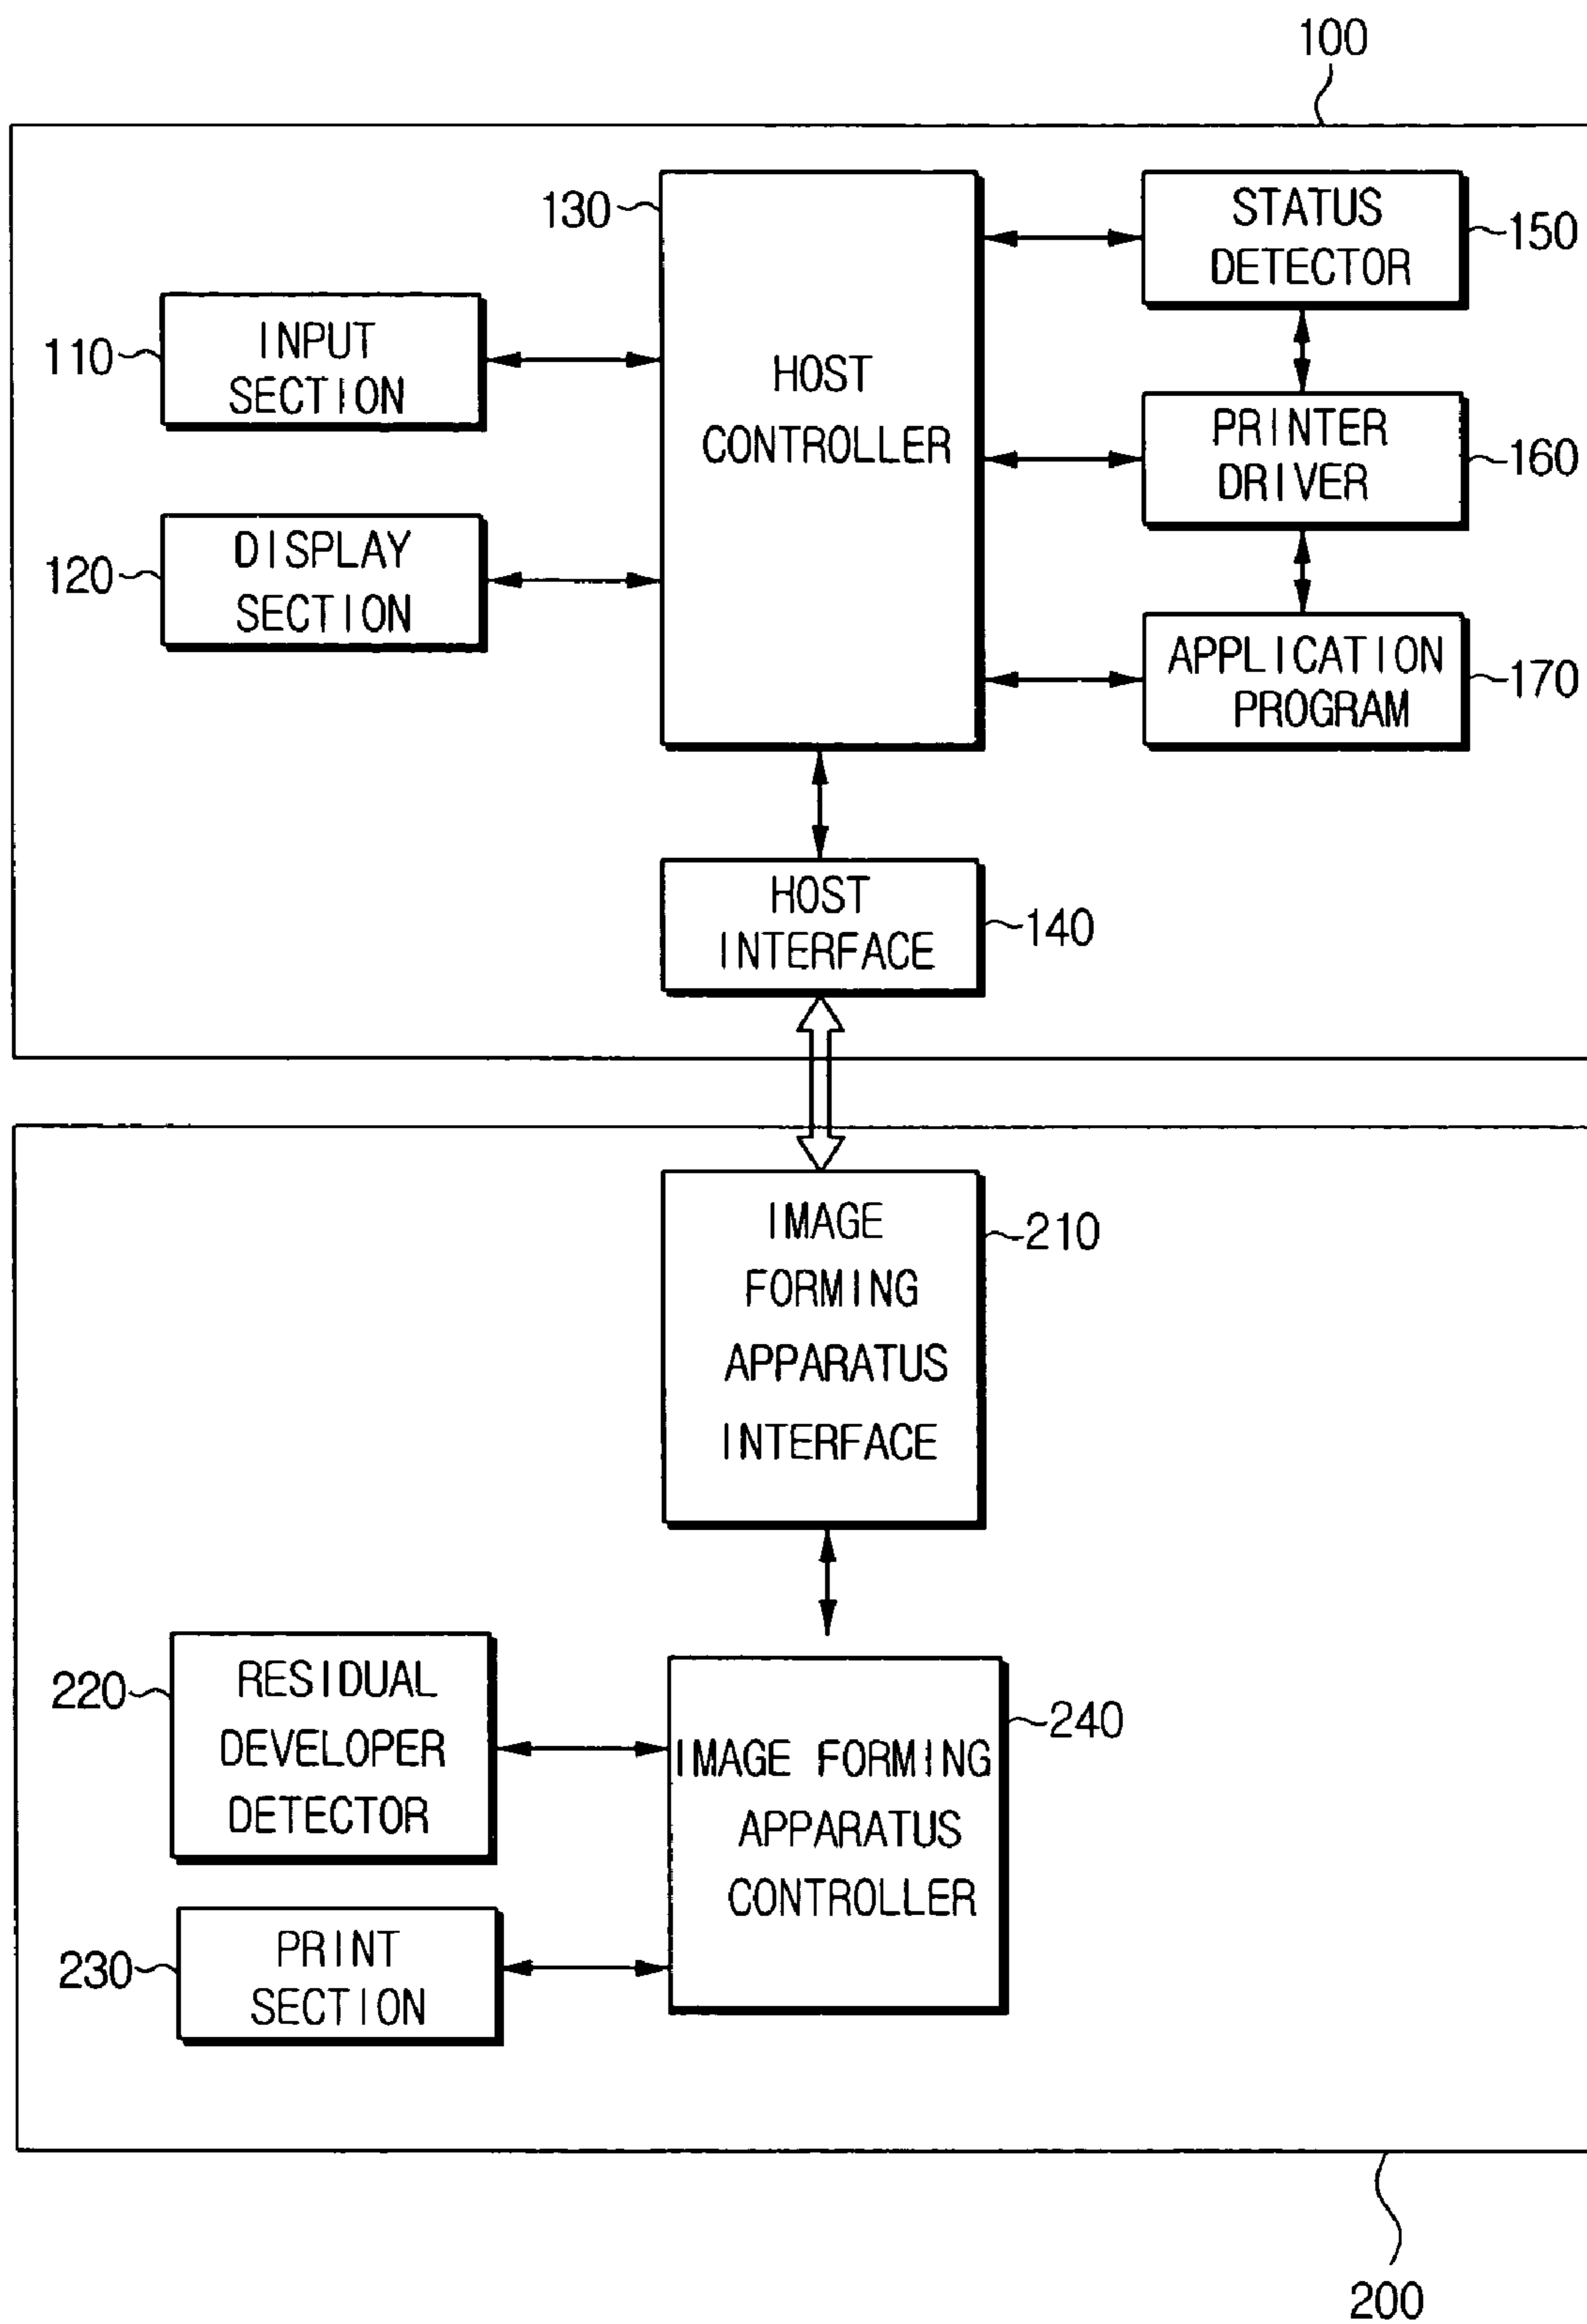 100
130
HOST
CONTROLLER
STATUS
DETECTOR
150
110
INPUT
SECTION
PRINTER
DRIVER
160
120
DISPLAY
SECTION
APPLICATION
PROGRAM
170
HOST
INTERFACE
140
IMAGE
FORMING
APPARATUS
INTERFACE
210
220
RESIDUAL
DEVELOPER
DETECTOR
240
IMAGE FORMING
APPARATUS
CONTROLLER
230
PRINT
SECTION
200